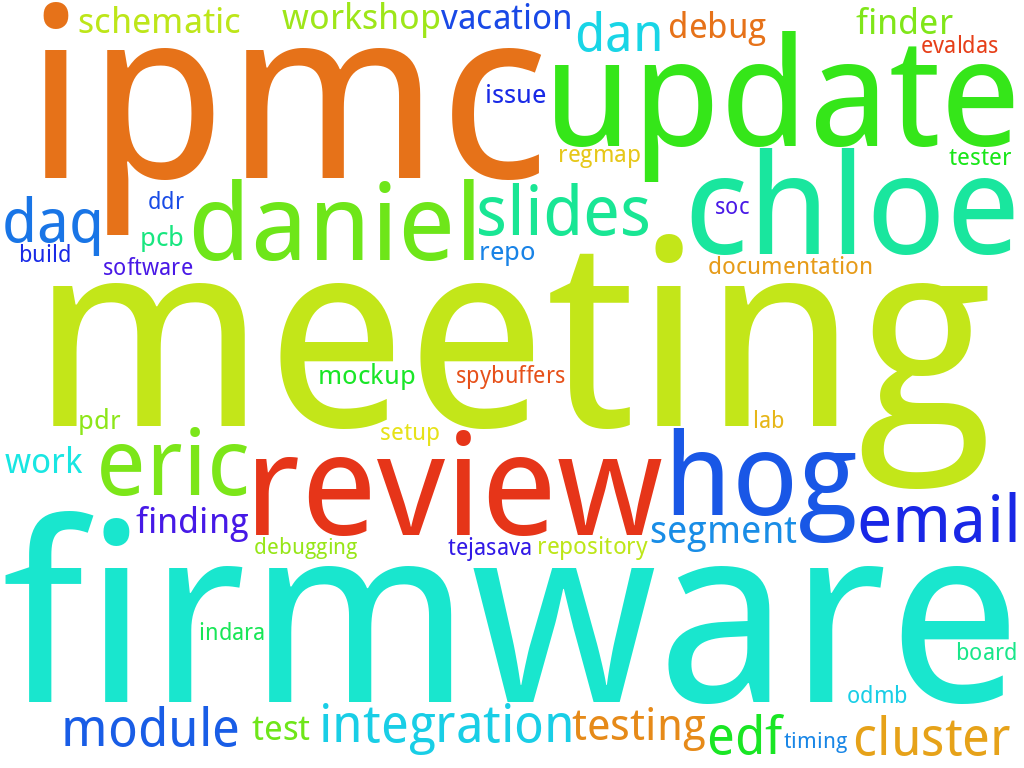 schematic
workshop
vacation
dan
debug
finder
evaldas
ipmc
update
issue
regmap
tester
daq
ddr
daniel
slides
chloe
soc
pcb
build
software
repo
documentation
meeting
mockup
spybuffers
pdr
setup
lab
work
eric
review
hog
finding
segment
email
debugging
tejasava
repository
firmware
indara
board
odmb
module
test
integration
testing
edf
timing
cluster